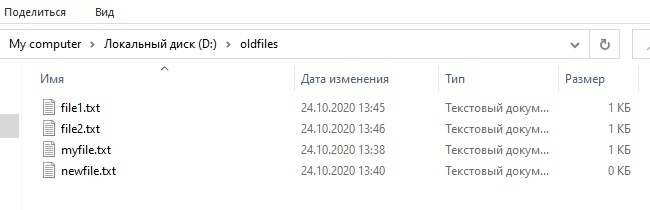 Поделиться Вид
My computer > Локальный диск (D:) > oldfiles
Имя Дата изменения Тип Размер
file1.txt 24.10.2020 13:45 Текстовый докум... 1 КБ
file2.txt 24.10.2020 13:46 Текстовый докум... 1 КБ
myfile.txt 24.10.2020 13:38 Текстовый докум... 1 КБ
newfile.txt 24.10.2020 13:40 Текстовый докум... 0 КБ